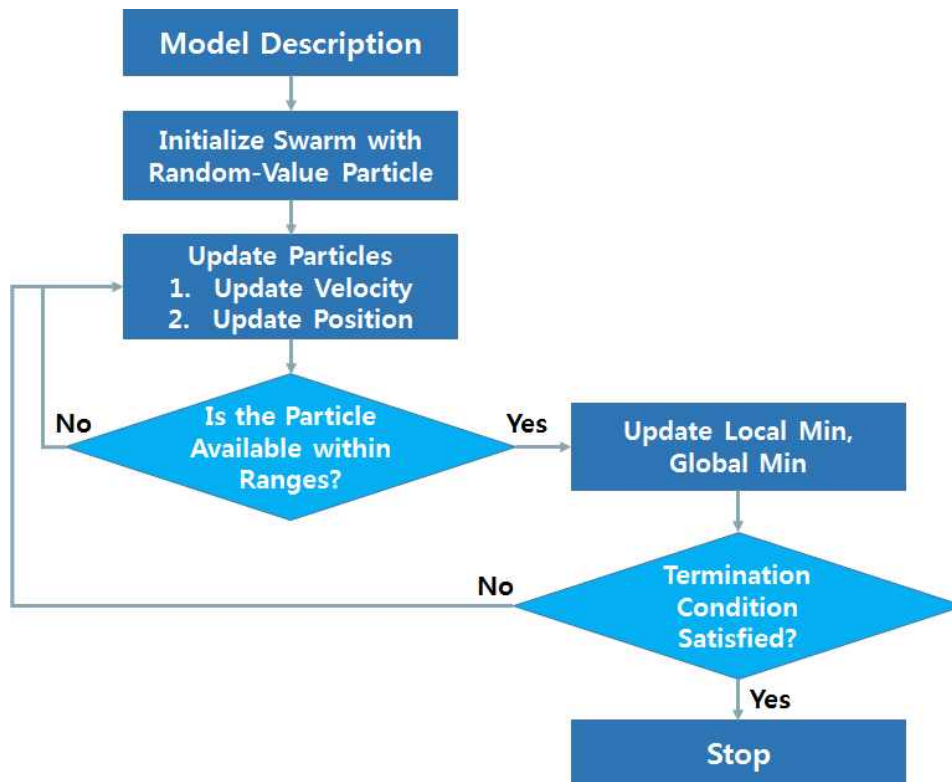 Model Description
Initialize Swarm with
Random-Value Particle
Update Particles
1. Update Velocity
2. Update Position
No
Is the Particle
Available within
Ranges?
Yes
Update Local Min,
Global Min
No
Termination
Condition
Satisfied?
Yes
Stop